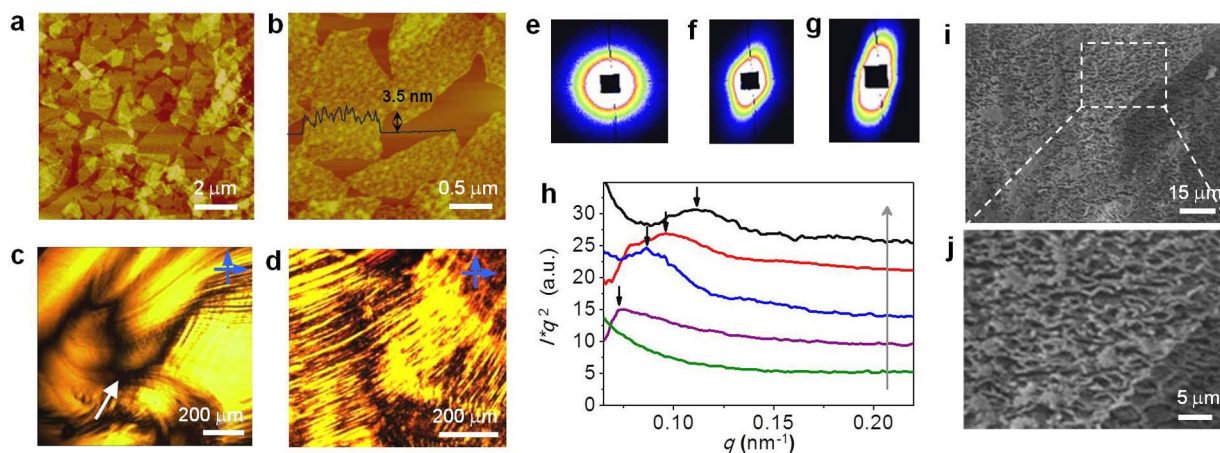 a
2 μm
b
3.5 nm
0.5 μm
c
200 μm
d
200 μm
e
f
g
h
I*q² (a.u.)
30
25
20
15
10
5
0
0.10
0.15
0.20
q (nm⁻¹)
i
15 μm
j
5 μm